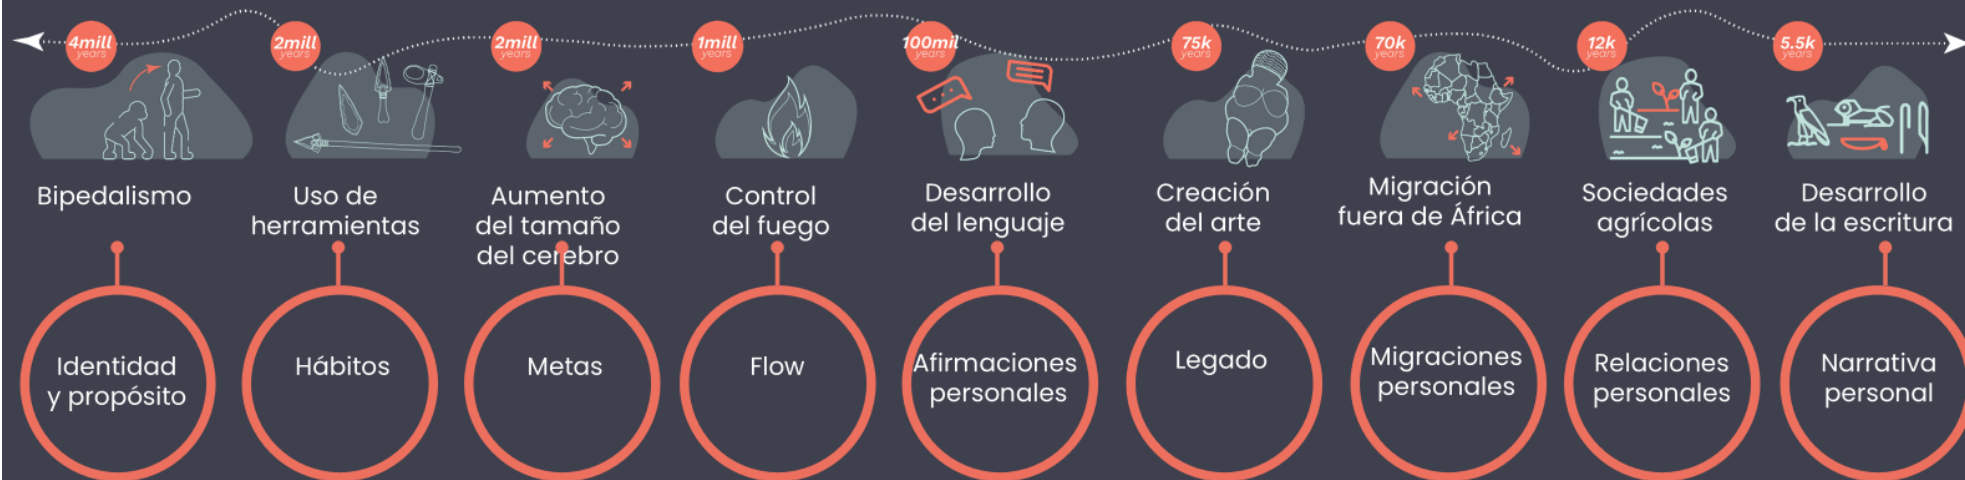 4mill
years
2mill
years
2mill
years
1mill
years
100mil
years
75k
years
70k
years
12k
years
5.5k
years
Bipedalismo
Uso de
herramientas
Aumento
del tamaño
del cerebro
Control
del fuego
Desarrollo
del lenguaje
Creación
del arte
Migración
fuera de África
Sociedades
agrícolas
Desarrollo
de la escritura
Identidad
y propósito
Hábitos
Metas
Flow
Afirmaciones
personales
Legado
Migraciones
personales
Relaciones
personales
Narrativa
personal